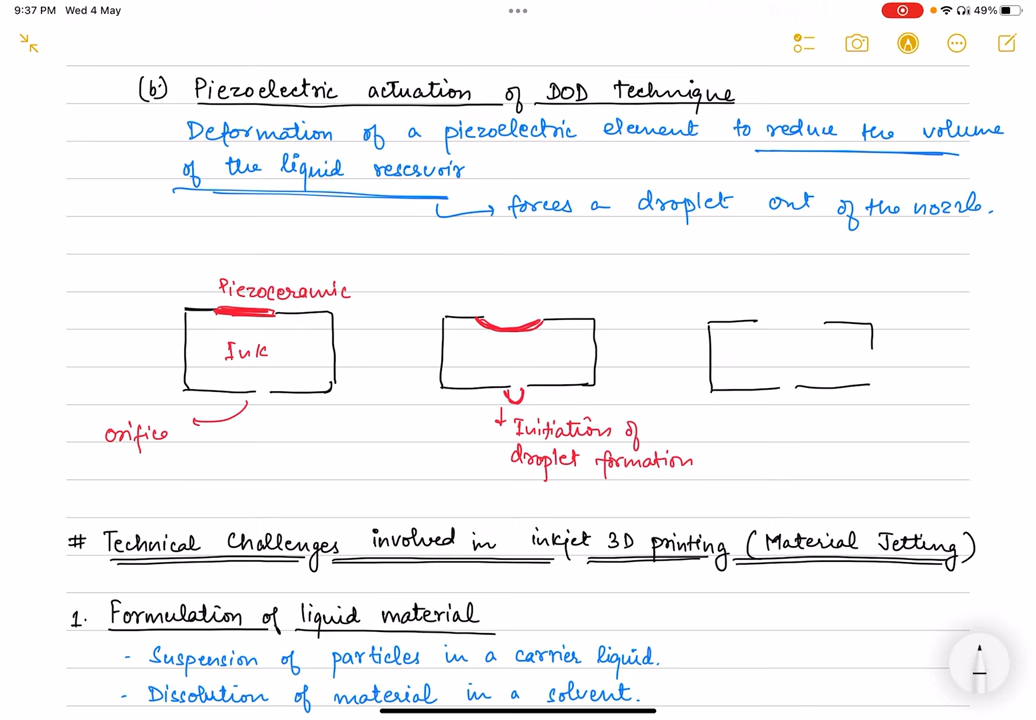 9:37 PM Wed 4 May
49%
(b) Piezoelectric actuation of DOD technique
Deformation of a piezoelectric element to reduce the volume
of the liquid reservoir
forces a droplet out of the nozzle.
Piezoceramic
Ink
orifice
Initiation of
droplet formation
# Technical Challenges involved in inkjet 3D printing (Material Jetting)
1. Formulation of liquid material
- Suspension of particles in a carrier liquid.
- Dissolution of material in a solvent.